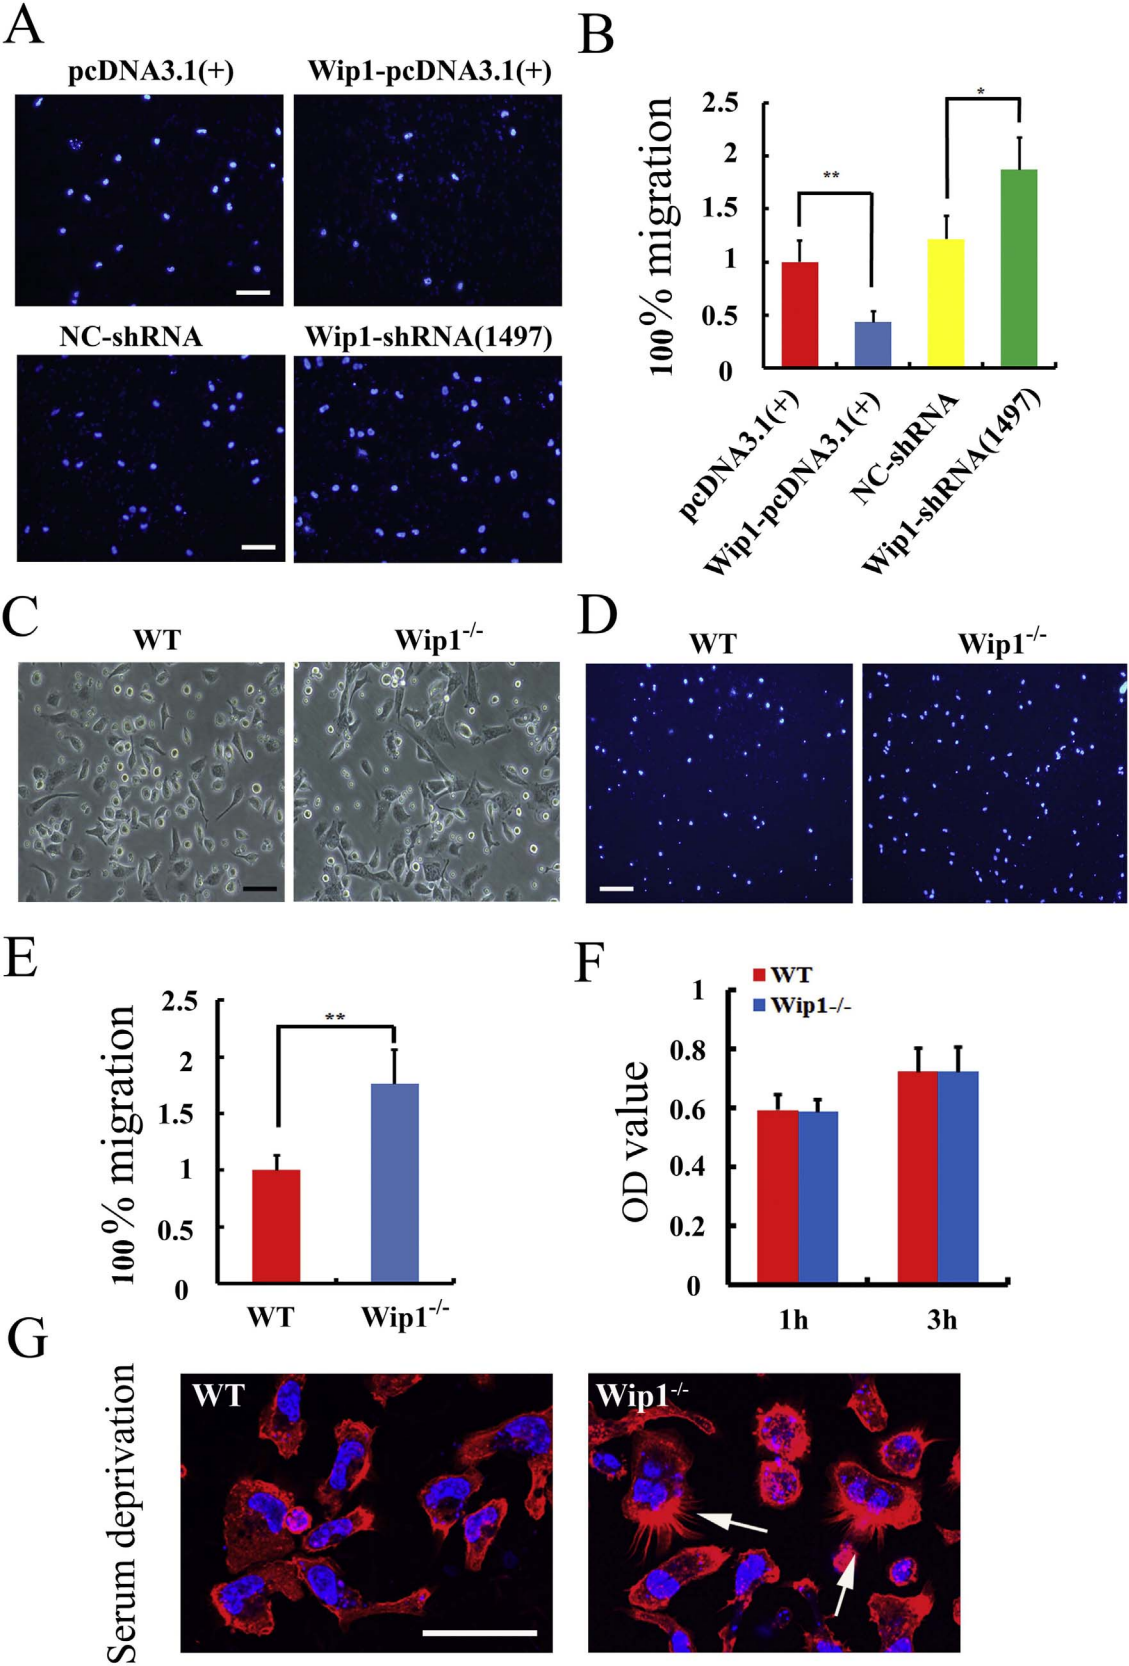 A
pcDNA3.1(+)
Wip1-pcDNA3.1(+)
NC-shRNA
Wip1-shRNA(1497)
B
100% migration
2.5
2
1.5
1
0.5
0
**
*
pcDNA3.1(+)
Wip1-pcDNA3.1(+)
NC-shRNA
Wip1-shRNA(1497)
C
WT
Wip1-/-
D
WT
Wip1-/-
E
100% migration
2.5
2
1.5
1
0.5
0
**
WT
Wip1-/-
F
WT
Wip1-/-
OD value
1
0.8
0.6
0.4
0.2
0
1h
3h
G
Serum deprivation
WT
Wip1-/-